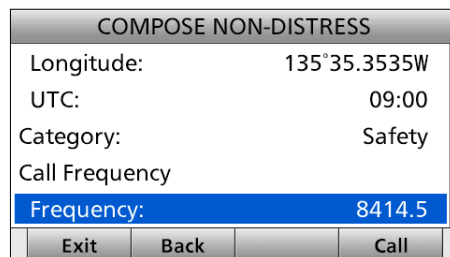 COMPOSE NON-DISTRESS
Longitude: 135°35.3535W
UTC: 09:00
Category: Safety
Call Frequency
Frequency: 8414.5
Exit Back Call